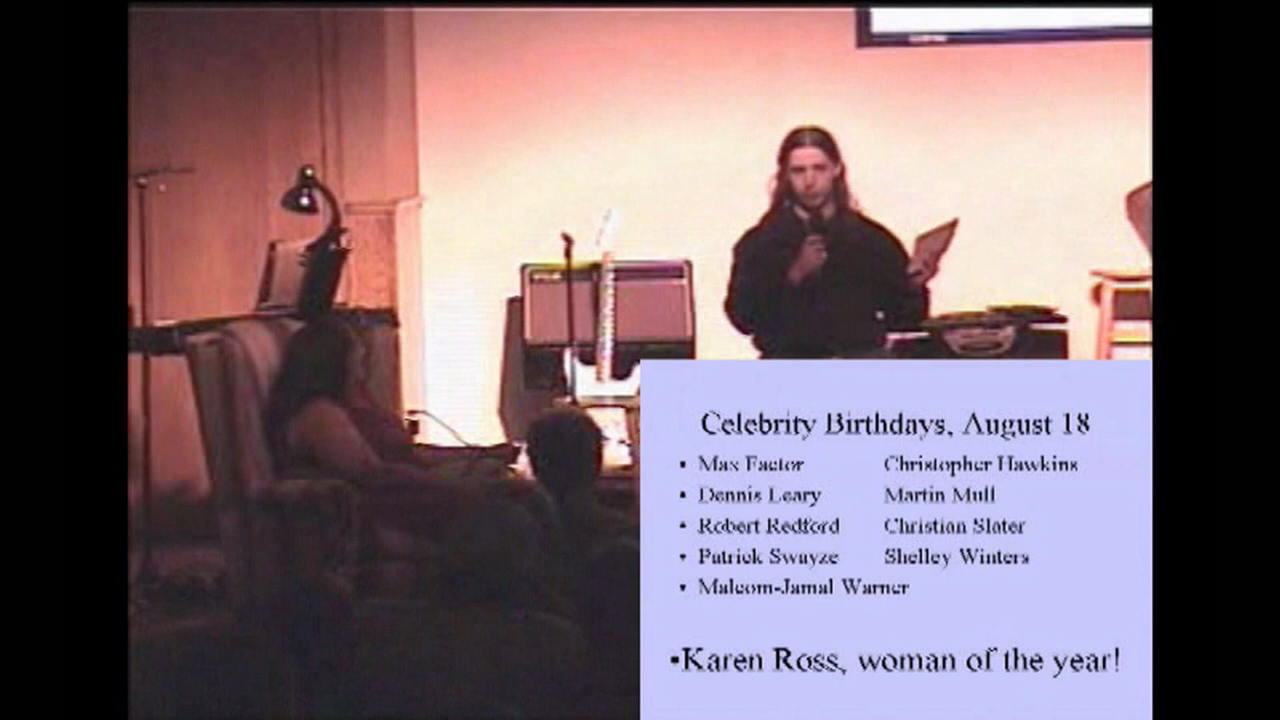 Celebrity Birthdays, August 18
• Max Factor Christopher Hawkins
• Dennis Leary Martin Mull
• Robert Redford Christian Slater
• Patrick Swayze Shelley Winters
• Malcom-Jamal Warner
•Karen Ross, woman of the year!